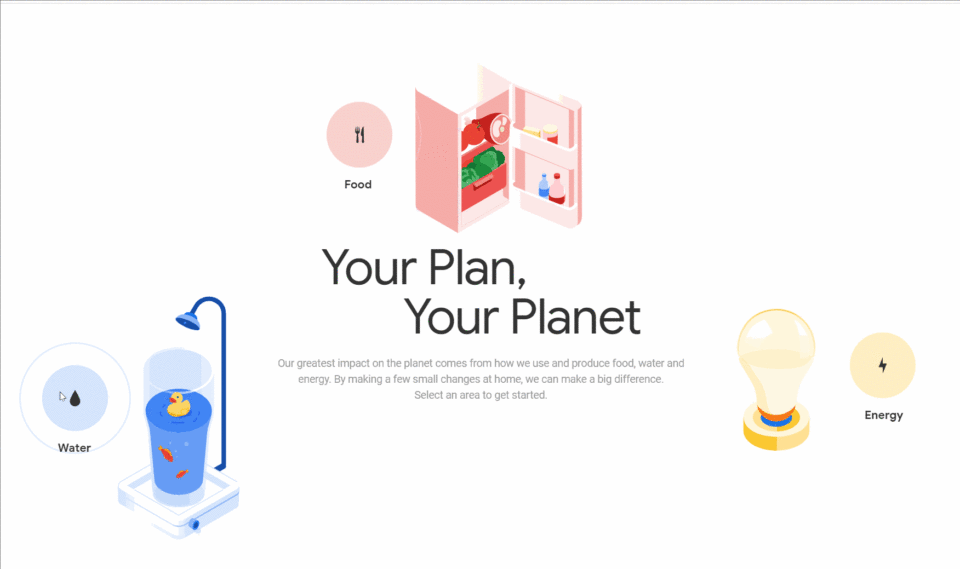 Food
Your Plan,
Your Planet
Our greatest impact on the planet comes from how we use and produce food, water and
energy. By making a few small changes at home, we can make a big difference.
Select an area to get started.
Water
Energy